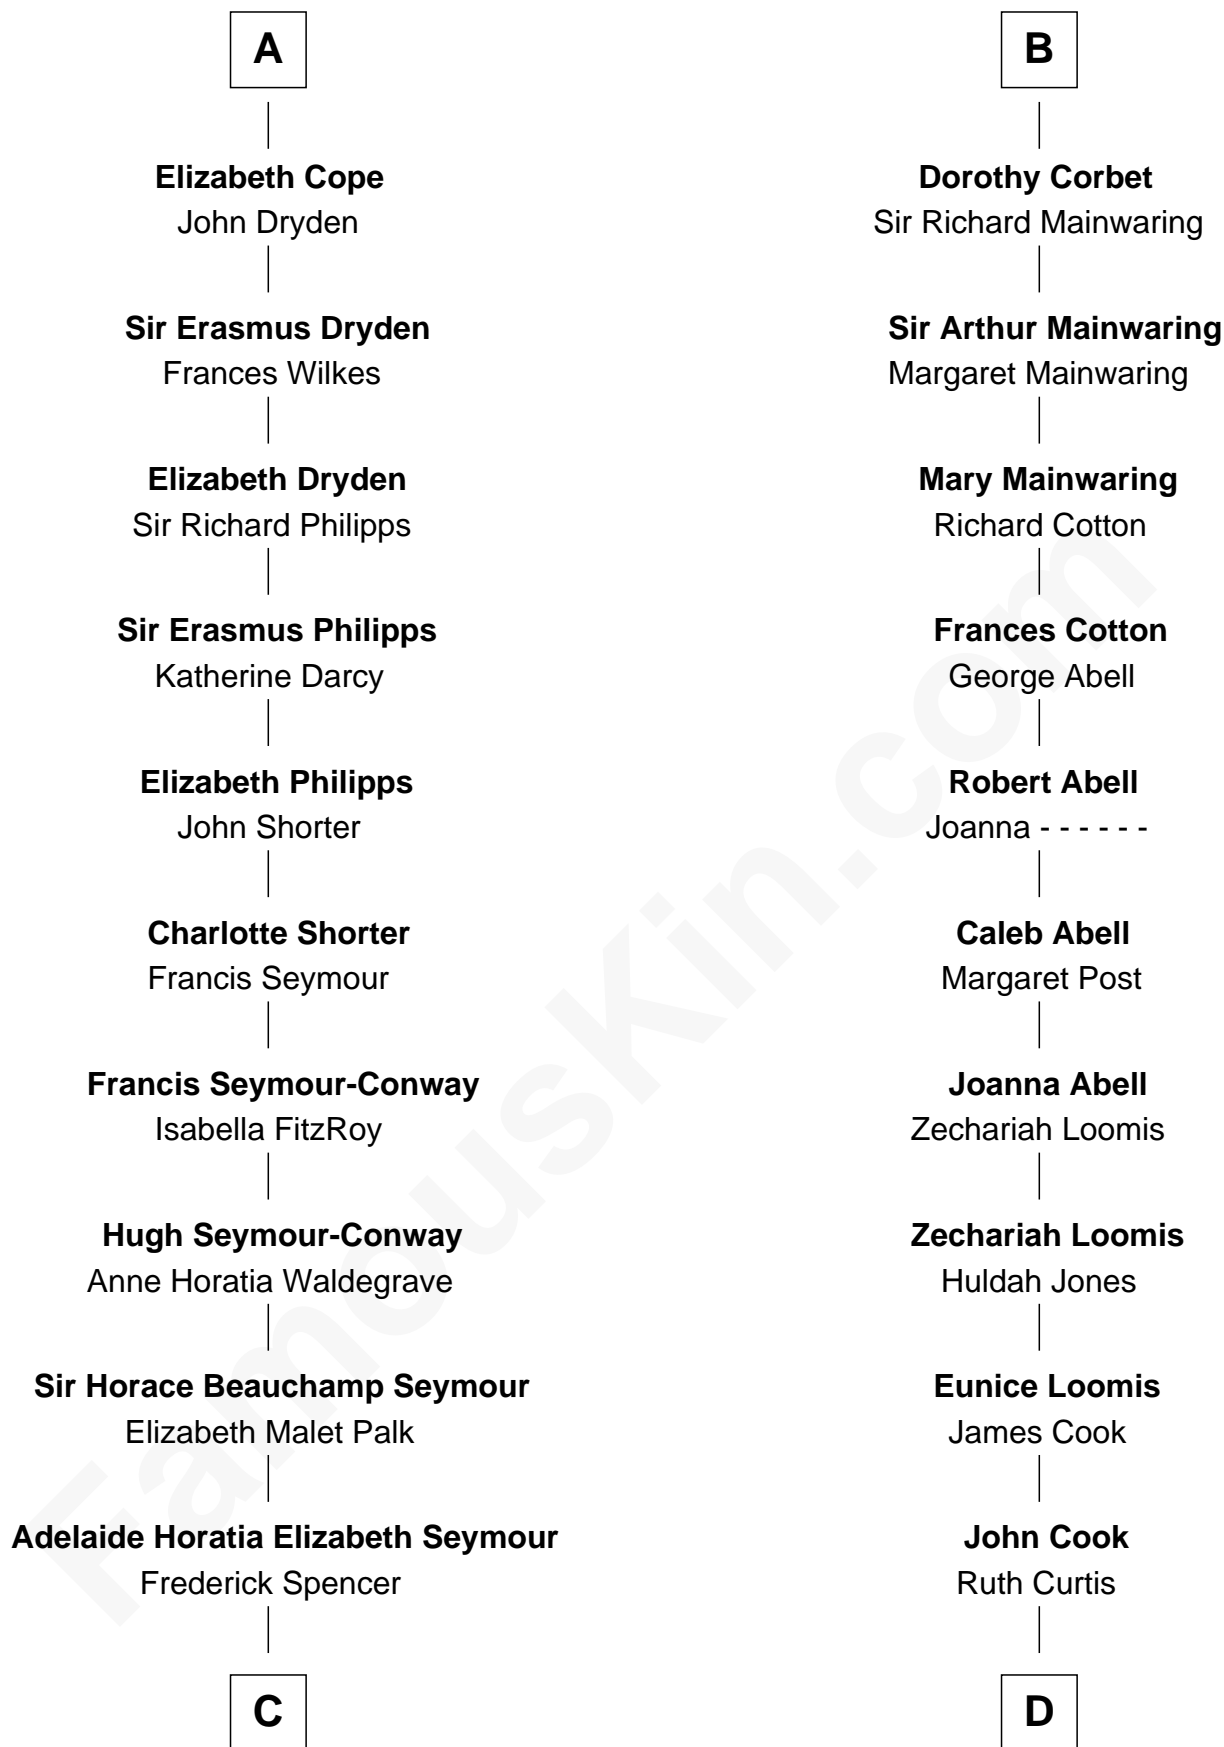 A
Elizabeth Cope
John Dryden
Sir Erasmus Dryden
Frances Wilkes
Elizabeth Dryden
Sir Richard Philipps
Sir Erasmus Philipps
Katherine Darcy
Elizabeth Philipps
John Shorter
Charlotte Shorter
Francis Seymour
Francis Seymour-Conway
Isabella FitzRoy
Hugh Seymour-Conway
Anne Horatia Waldegrave
Sir Horace Beauchamp Seymour
Elizabeth Malet Palk
Adelaide Horatia Elizabeth Seymour
Frederick Spencer
C
B
Dorothy Corbet
Sir Richard Mainwaring
Sir Arthur Mainwaring
Margaret Mainwaring
Mary Mainwaring
Richard Cotton
Frances Cotton
George Abell
Robert Abell
Joanna - - - - - -
Caleb Abell
Margaret Post
Joanna Abell
Zechariah Loomis
Zechariah Loomis
Huldah Jones
Eunice Loomis
James Cook
John Cook
Ruth Curtis
D
FamousKin.com